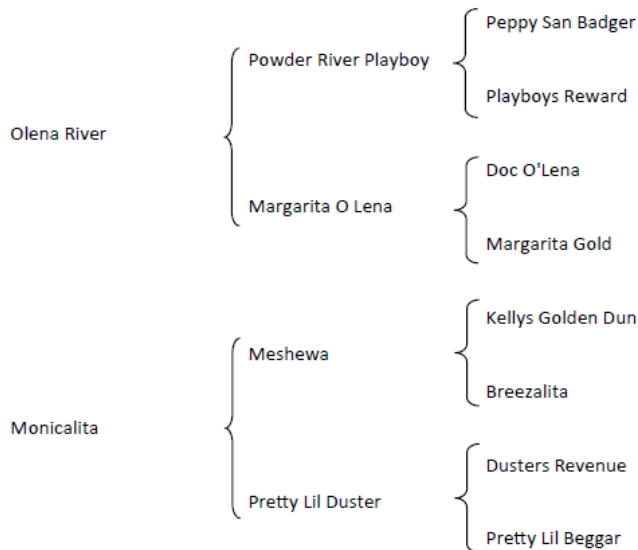 Peppy San Badger
Powder River Playboy
Playboys Reward
Olena River
Doc O'Lena
Margarita O Lena
Margarita Gold
Kellys Golden Dun
Meshewa
Breezalita
Monicalita
Dusters Revenue
Pretty Lil Duster
Pretty Lil Beggar